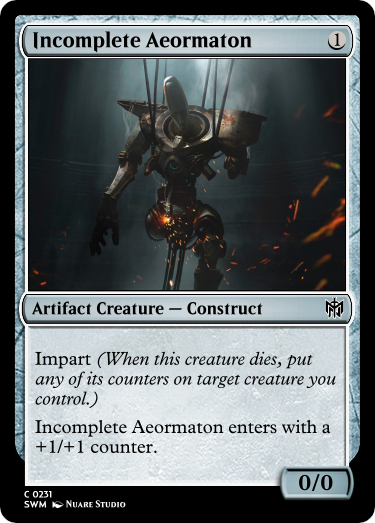 Incomplete Aeormaton 1
Artifact Creature — Construct
Impart (When this creature dies, put
any of its counters on target creature you
control.)
Incomplete Aeormaton enters with a
+1/+1 counter.
0/0
C 0231
SWM Nuare Studio